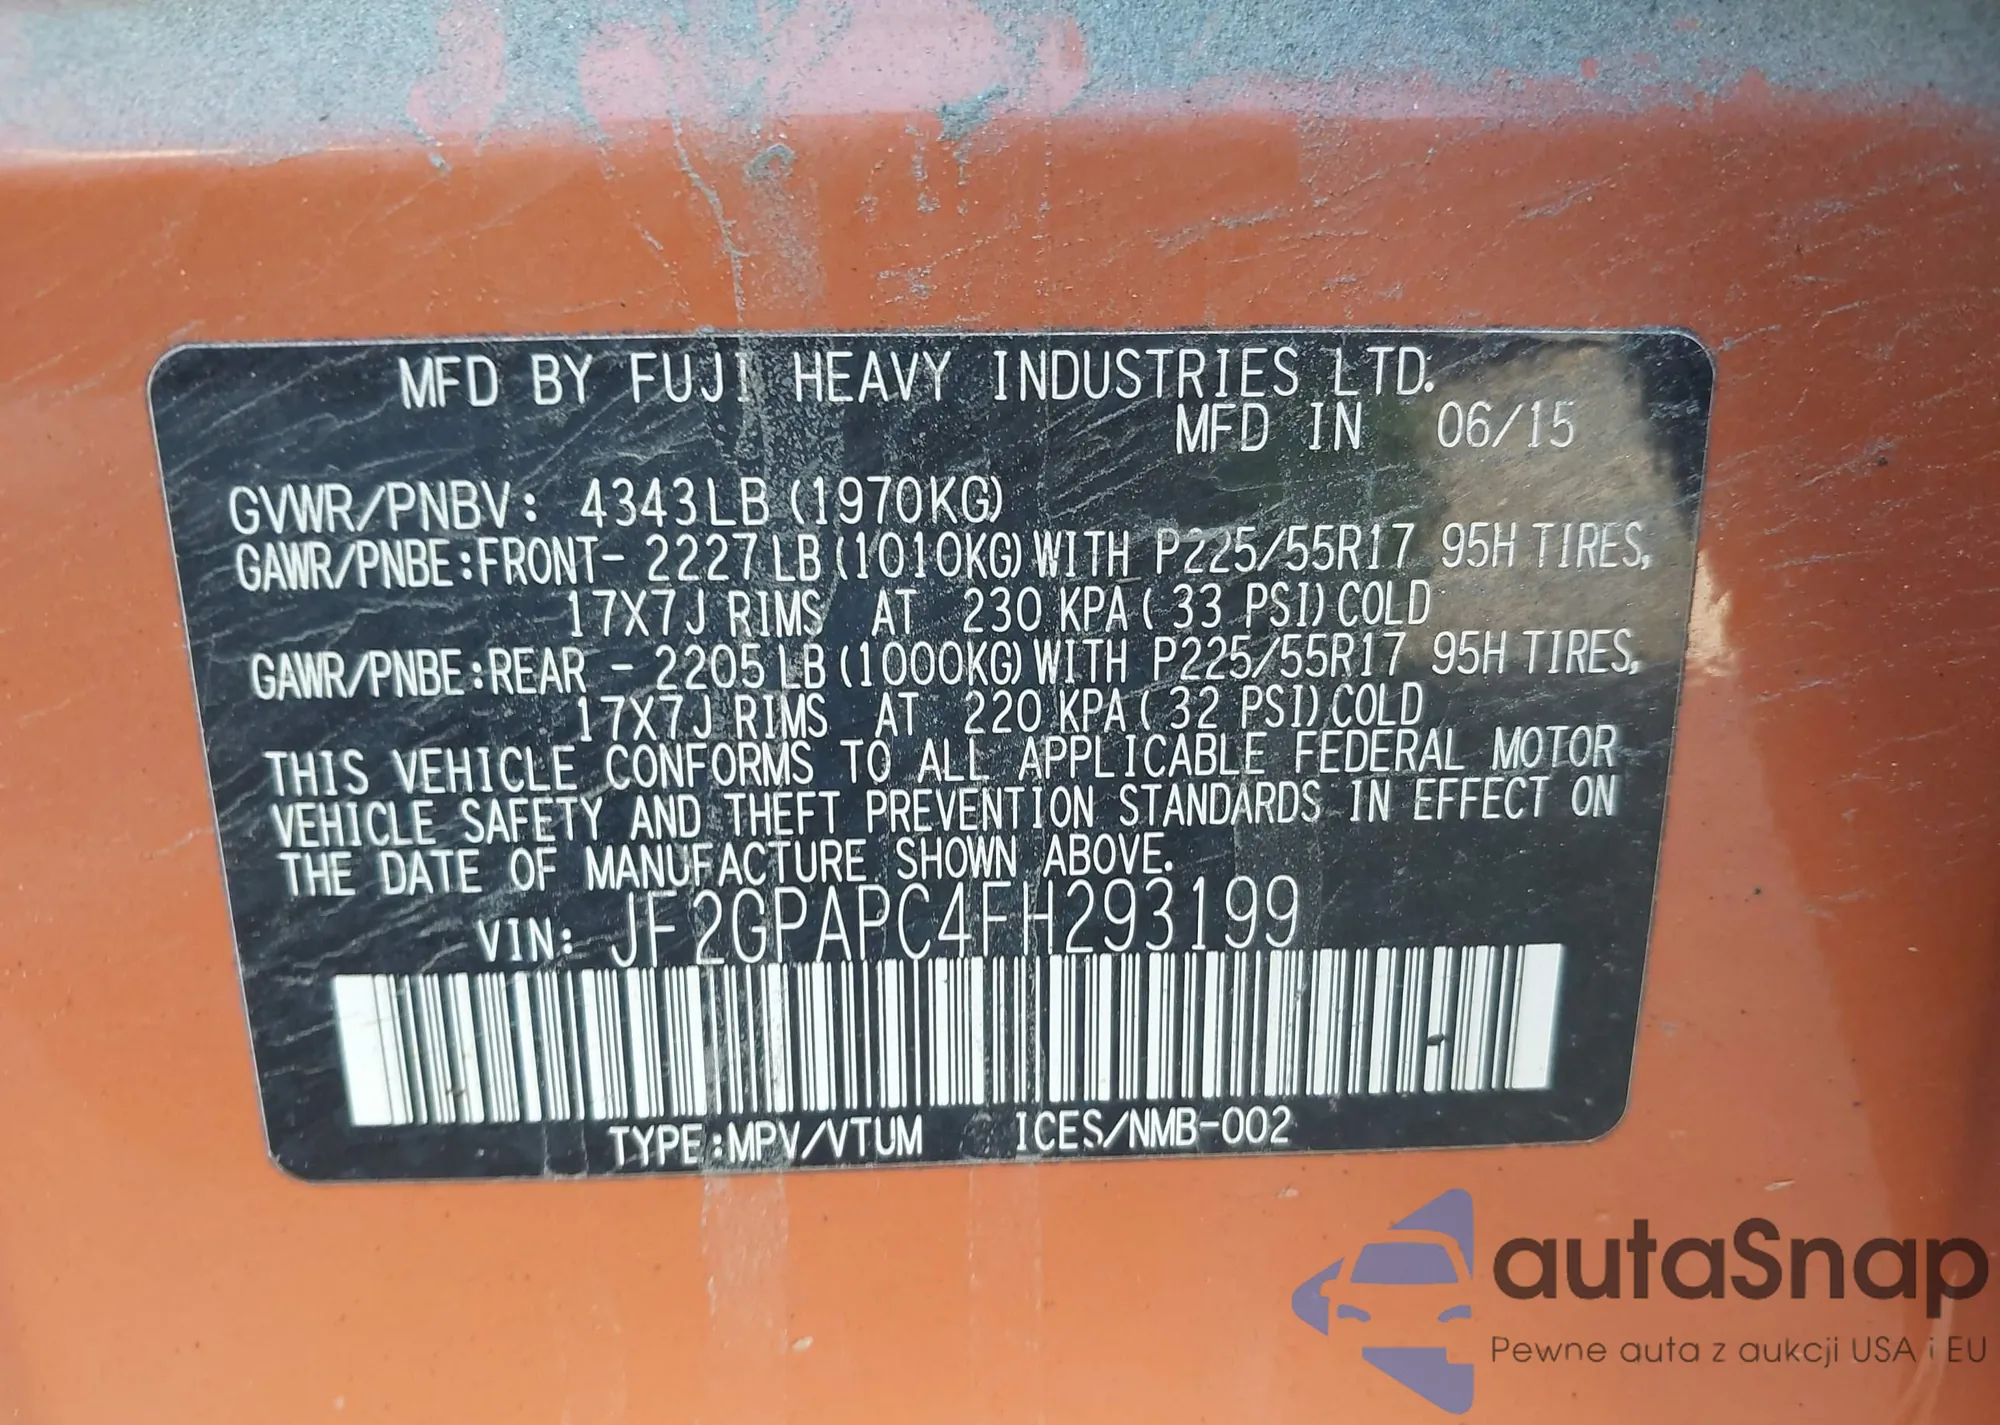 MFD BY FUJI HEAVY INDUSTRIES LTD.
MFD IN 06/15
GVWR/PNBV: 4343LB (1970KG)
GAWR/PNBE:FRONT- 2227LB(1010KG)WITH P225/55R17 95H TIRES,
17X7J RIMS AT 230 KPA( 33 PSI)COLD
GAWR/PNBE:REAR - 2205LB(1000KG)WITH P225/55R17 95H TIRES,
17X7J RIMS AT 220 KPA( 32 PSI)COLD
THIS VEHICLE CONFORMS TO ALL APPLICABLE FEDERAL MOTOR
VEHICLE SAFETY AND THEFT PREVENTION STANDARDS IN EFFECT ON
THE DATE OF MANUFACTURE SHOWN ABOVE.
VIN: JF2GPAPC4FH293199
TYPE:MPV/VTUM ICES/NMB-002
autaSnap
Pewne auta z aukcji USA i EU